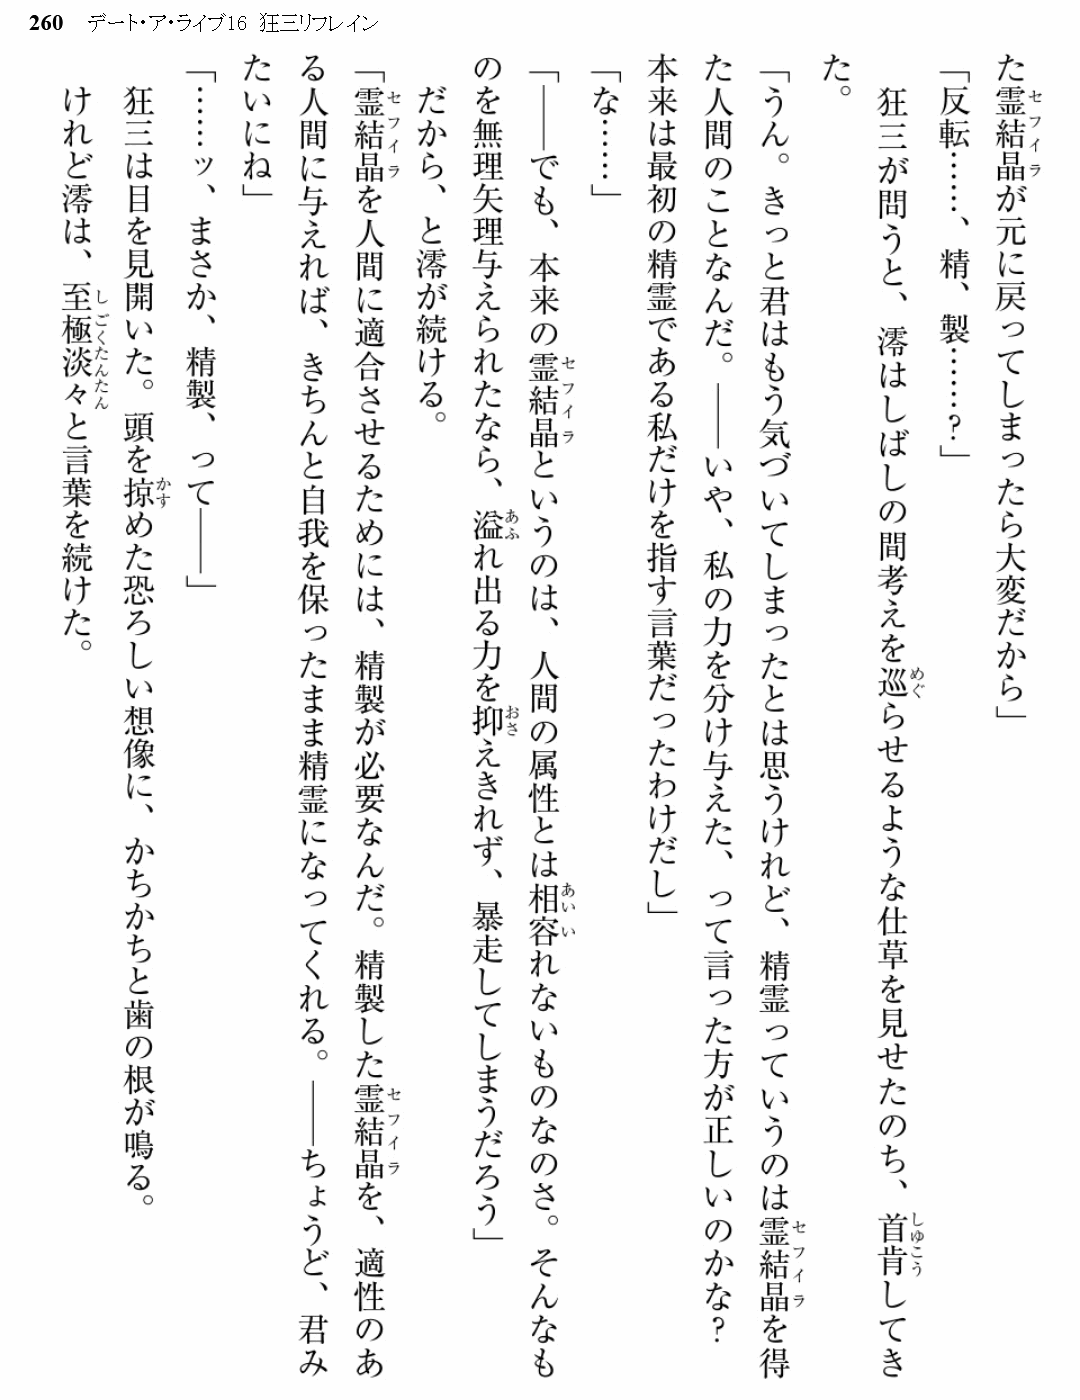 260 デート・ア・ライブ16 狂三リフレイン
た霊結晶が元に戻ってしまったら大変だから」
「反転……、精、製……?」
狂三が問うと、澪はしばしの間考えを巡らせるような仕草を見せたのち、首肯してき
た。
「うん。きっと君はもう気づいてしまったとは思うけれど、精霊っていうのは霊結晶を得
た人間のことなんだ。――いや、私の力を分け与えた、って言った方が正しいのかな?
本来は最初の精霊である私だけを指す言葉だったわけだし」
「な……」
「――でも、本来の霊結晶というのは、人間の属性とは相容れないものなのさ。そんなも
のを無理矢理与えられたなら、溢れ出る力を抑えきれず、暴走してしまうだろう」
だから、と澪が続ける。
「霊結晶を人間に適合させるためには、精製が必要なんだ。精製した霊結晶を、適性のあ
る人間に与えれば、きちんと自我を保ったまま精霊になってくれる。――ちょうど、君み
たいにね」
「……ッ、まさか、精製、って――」
狂三は目を見開いた。頭を掠めた恐ろしい想像に、かちかちと歯の根が鳴る。
けれど澪は、至極淡々と言葉を続けた。